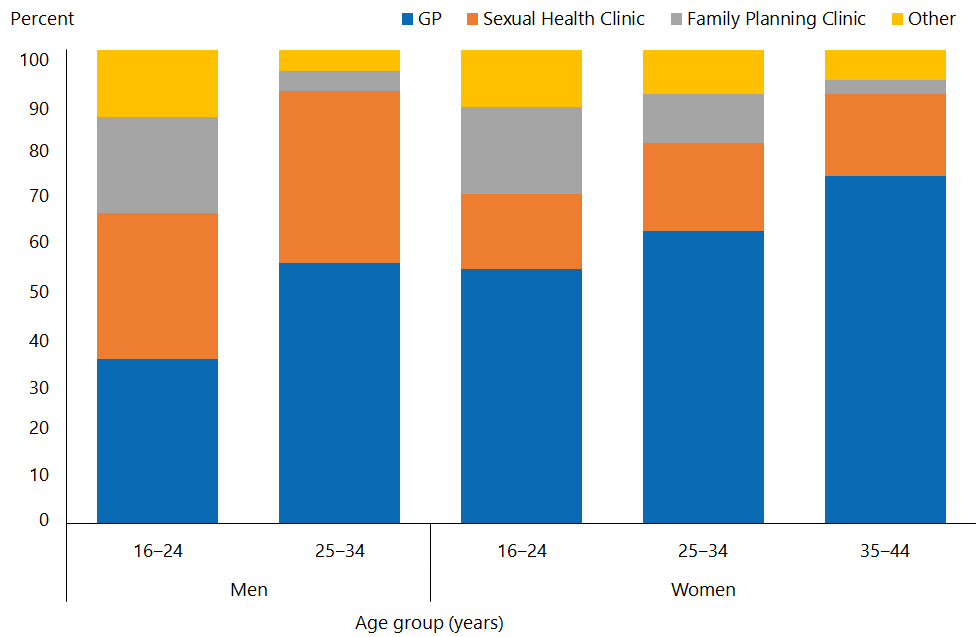 Percent
GP Sexual Health Clinic Family Planning Clinic Other
100
90
80
70
60
50
40
30
20
10
0
16–24 25–34 16–24 25–34 35–44
Men Women
Age group (years)